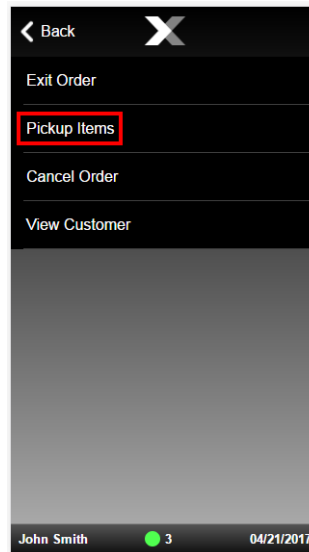 Back
Exit Order
Pickup Items
Cancel Order
View Customer
John Smith 3 04/21/2017